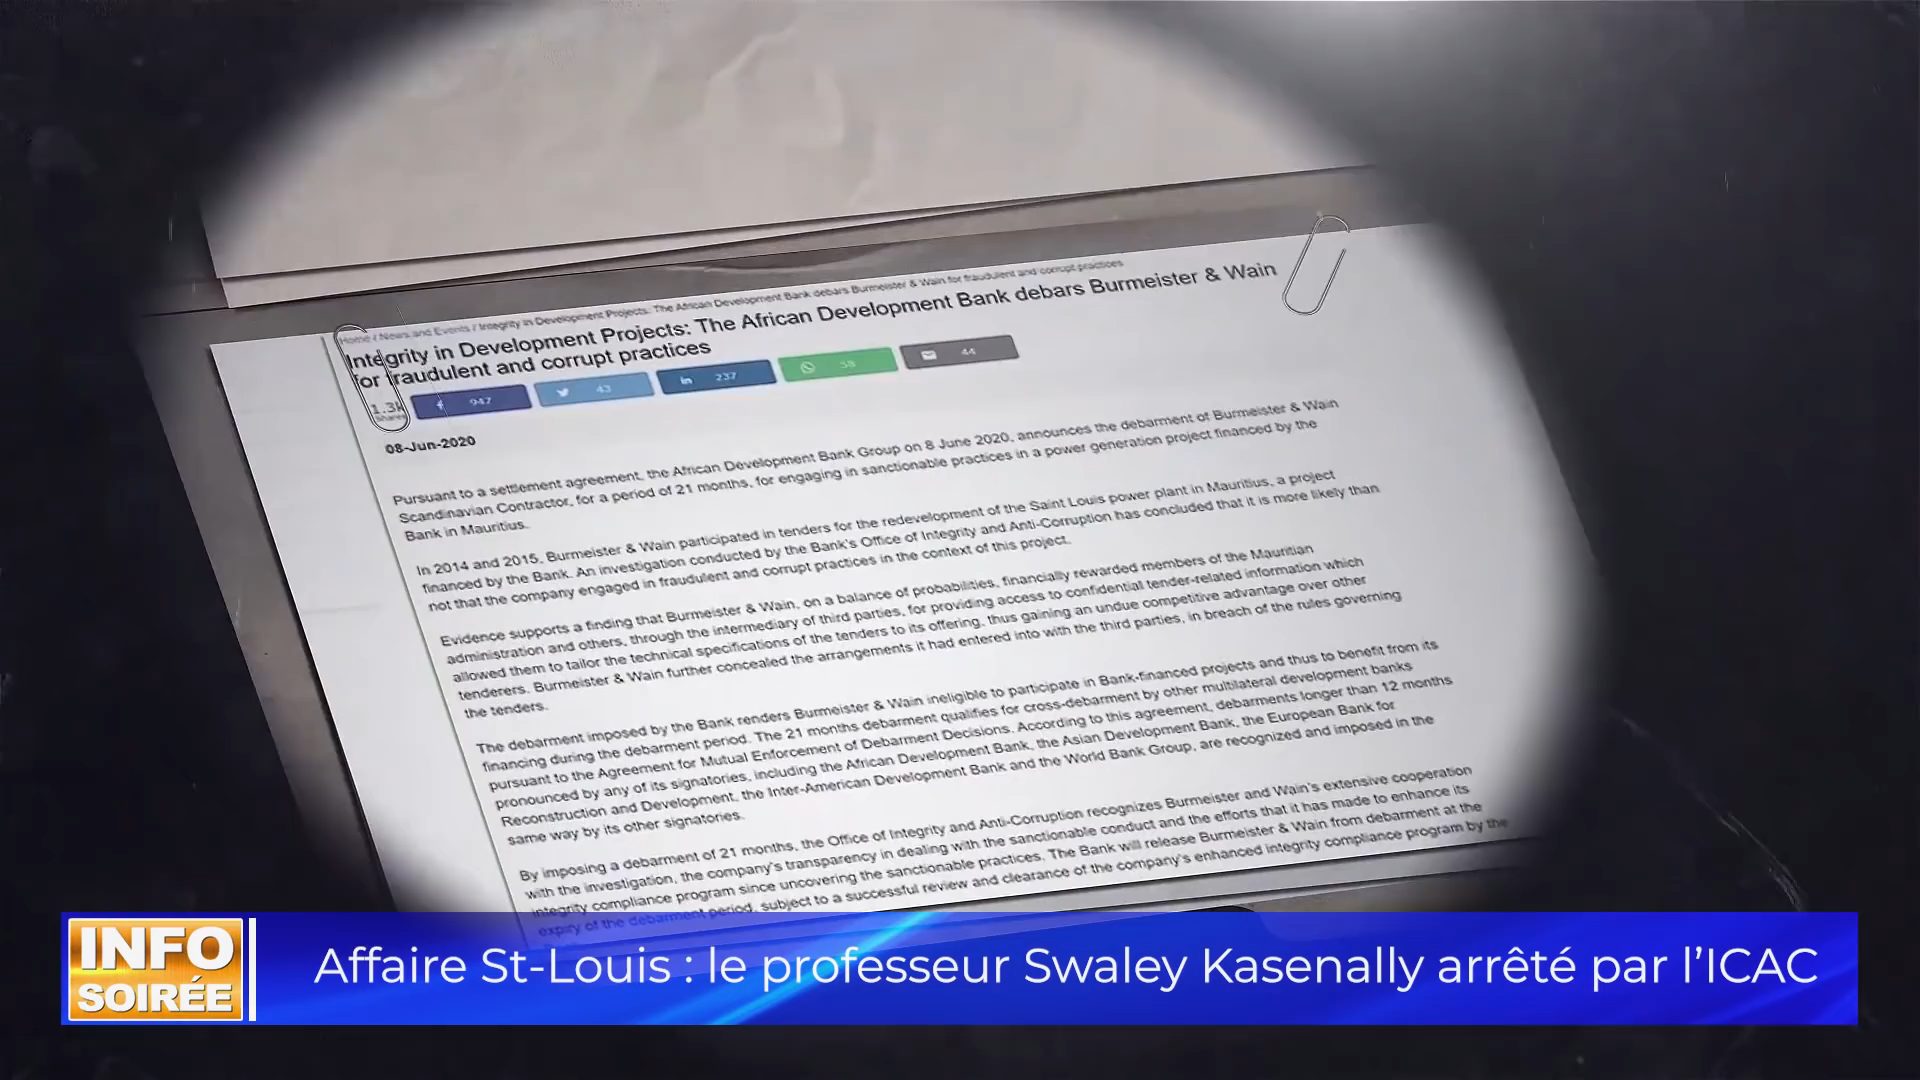 Home / News and Events / Integrity in Development Projects: The African Development Bank debars Burmeister & Wain for fraudulent and corrupt practices
Integrity in Development Projects: The African Development Bank debars Burmeister & Wain
for fraudulent and corrupt practices
1.3k
Shares
947
43
237
58
44
08-Jun-2020
Pursuant to a settlement agreement, the African Development Bank Group on 8 June 2020, announces the debarment of Burmeister & Wain
Scandinavian Contractor, for a period of 21 months, for engaging in sanctionable practices in a power generation project financed by the
Bank in Mauritius.
In 2014 and 2015, Burmeister & Wain participated in tenders for the redevelopment of the Saint Louis power plant in Mauritius, a project
financed by the Bank. An investigation conducted by the Bank's Office of Integrity and Anti-Corruption has concluded that it is more likely than
not that the company engaged in fraudulent and corrupt practices in the context of this project.
Evidence supports a finding that Burmeister & Wain, on a balance of probabilities, financially rewarded members of the Mauritian
administration and others, through the intermediary of third parties, for providing access to confidential tender-related information which
allowed them to tailor the technical specifications of the tenders to its offering, thus gaining an undue competitive advantage over other
tenderers. Burmeister & Wain further concealed the arrangements it had entered into with the third parties, in breach of the rules governing
the tenders.
The debarment imposed by the Bank renders Burmeister & Wain ineligible to participate in Bank-financed projects and thus to benefit from its
financing during the debarment period. The 21 months debarment qualifies for cross-debarment by other multilateral development banks
pursuant to the Agreement for Mutual Enforcement of Debarment Decisions. According to this agreement, debarments longer than 12 months
pronounced by any of its signatories, including the African Development Bank, the Asian Development Bank, the European Bank for
Reconstruction and Development, the Inter-American Development Bank and the World Bank Group, are recognized and imposed in the
same way by its other signatories.
By imposing a debarment of 21 months, the Office of Integrity and Anti-Corruption recognizes Burmeister and Wain's extensive cooperation
with the investigation, the company's transparency in dealing with the sanctionable conduct and the efforts that it has made to enhance its
integrity compliance program since uncovering the sanctionable practices. The Bank will release Burmeister & Wain from debarment at the
expiry of the debarment period, subject to a successful review and clearance of the company's enhanced integrity compliance program by the
INFO
SOIRÉE
Affaire St-Louis : le professeur Swaley Kasenally arrêté par l'ICAC